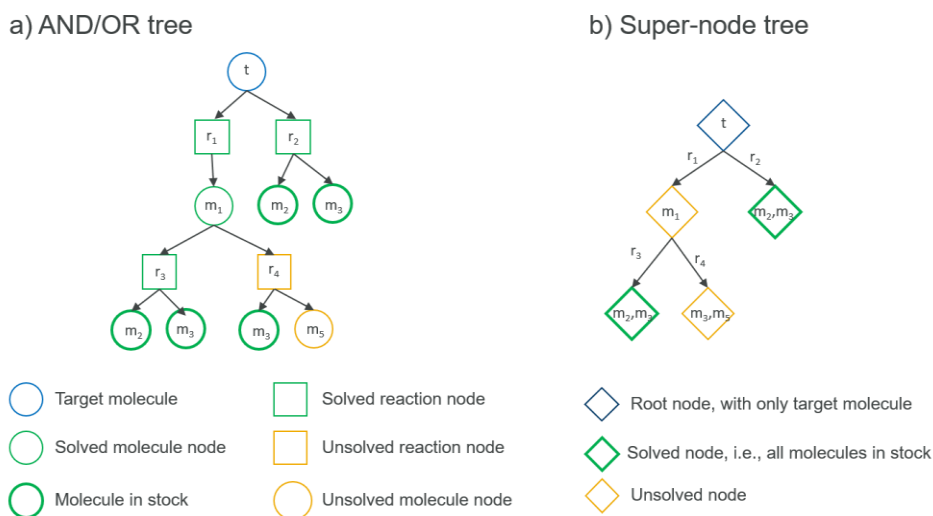 a) AND/OR tree
b) Super-node tree
t
r₁
r₂
m₁
m₂
m₃
r₃
r₄
m₂
m₃
m₃
m₅
t
r₁
r₂
m₁
m₂,m₃
r₃
r₄
m₂,m₃
m₃,m₅
Target molecule
Solved molecule node
Molecule in stock
Solved reaction node
Unsolved reaction node
Unsolved molecule node
Root node, with only target molecule
Solved node, i.e., all molecules in stock
Unsolved node